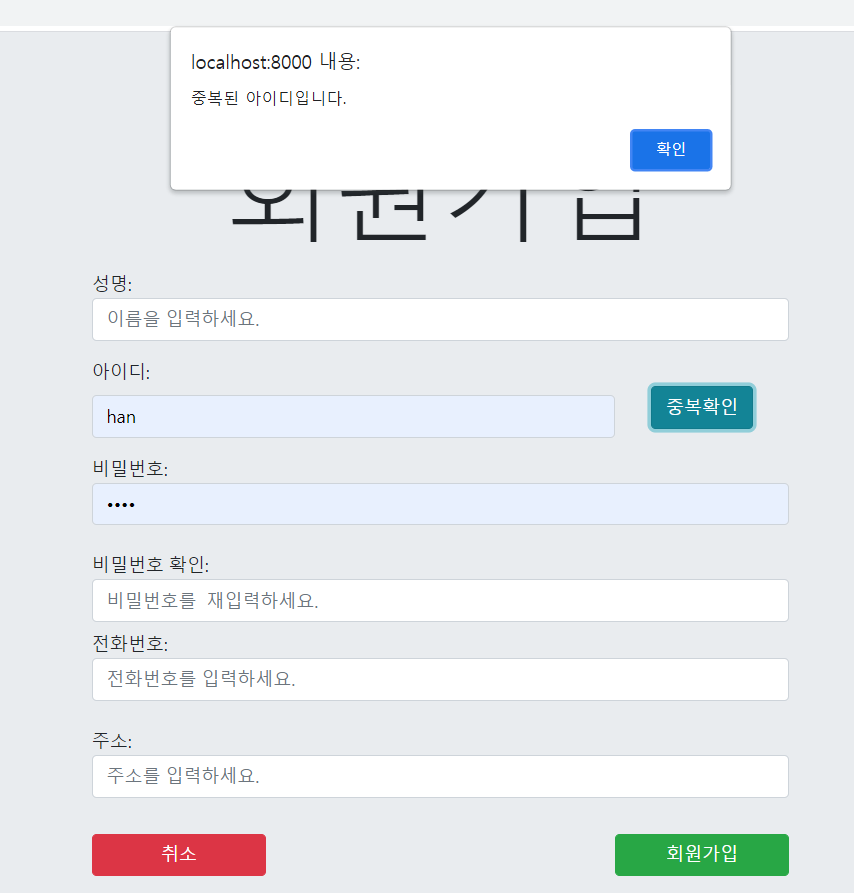 localhost:8000 내용:
중복된 아이디입니다.
확인
회원가입
성명:
이름을 입력하세요.
아이디:
han
중복확인
비밀번호:
••••
비밀번호 확인:
비밀번호를  재입력하세요.
전화번호:
전화번호를 입력하세요.
주소:
주소를 입력하세요.
취소
회원가입